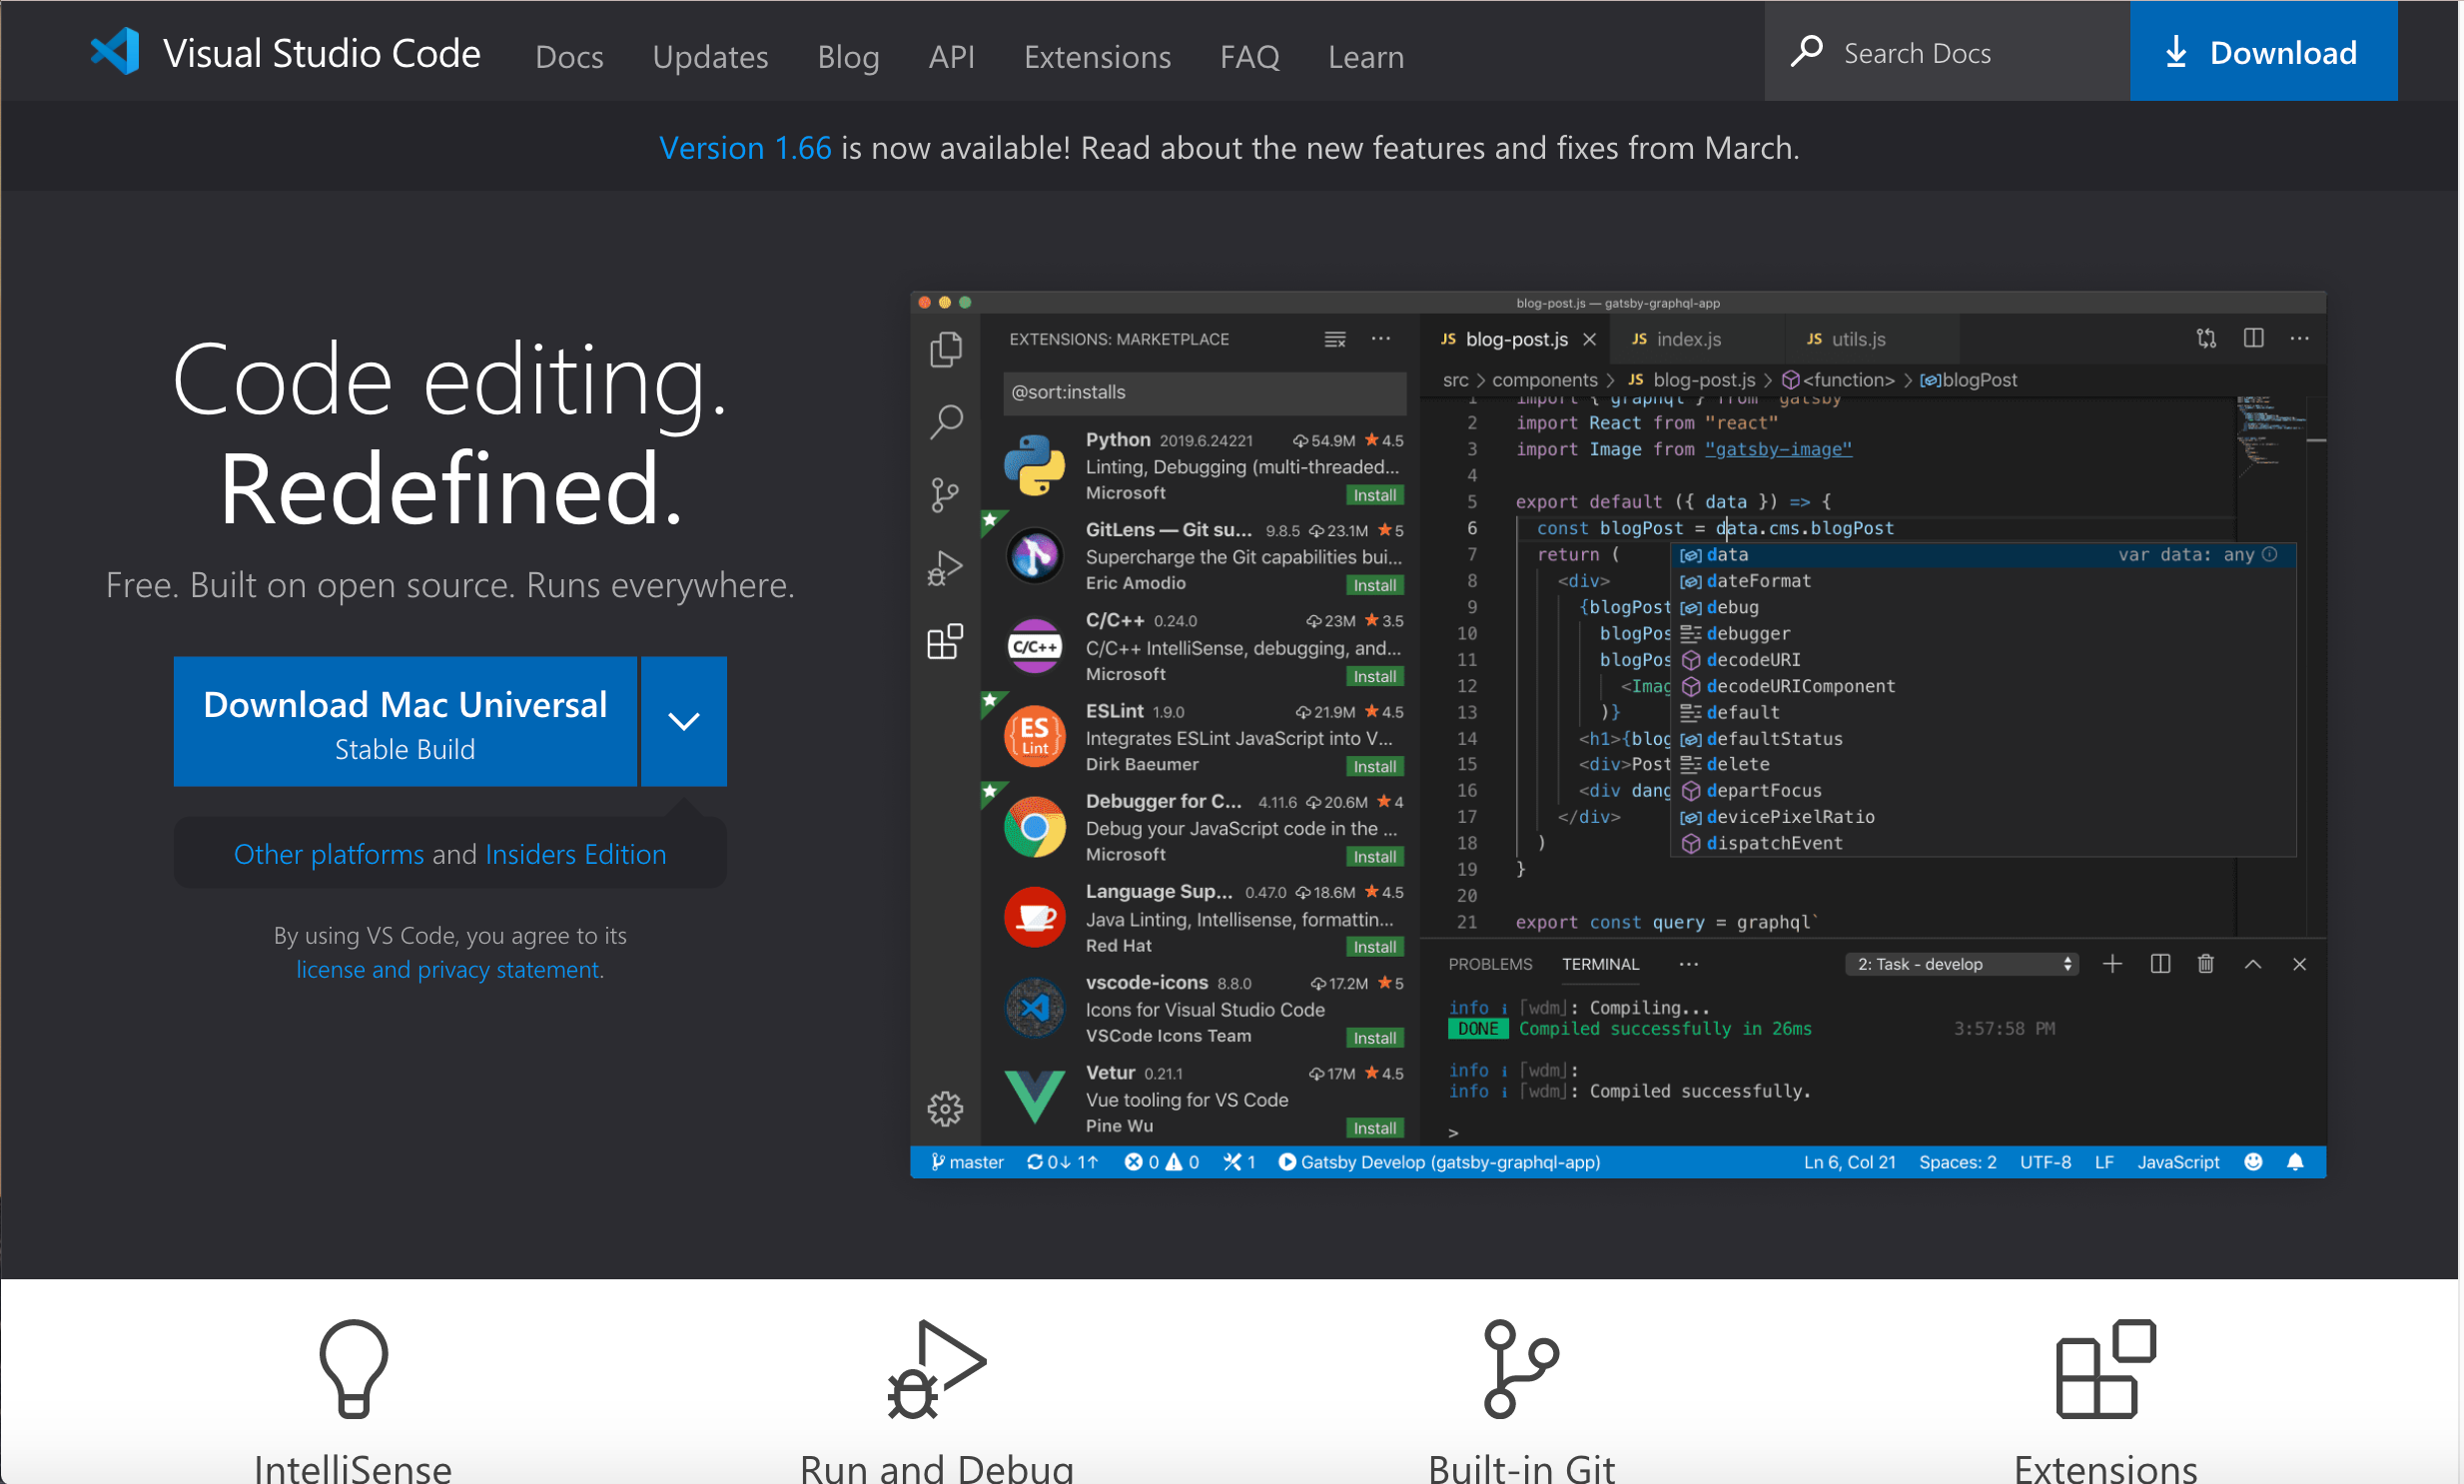 Visual Studio Code Docs Updates Blog API Extensions FAQ Learn Search Docs Download
Version 1.66 is now available! Read about the new features and fixes from March.
Code editing.
Redefined.
Free. Built on open source. Runs everywhere.
Download Mac Universal
Stable Build
Other platforms and Insiders Edition
By using VS Code, you agree to its
license and privacy statement.
blog-post.js — gatsby-graphql-app
EXTENSIONS: MARKETPLACE
@sort:installs
Python 2019.6.24221 54.9M 4.5
Linting, Debugging (multi-threaded...
Microsoft Install
GitLens — Git su... 9.8.5 23.1M 5
Supercharge the Git capabilities bui...
Eric Amodio Install
C/C++
C/C++ 0.24.0 23M 3.5
C/C++ IntelliSense, debugging, and...
Microsoft Install
ES
Lint
ESLint 1.9.0 21.9M 4.5
Integrates ESLint JavaScript into V...
Dirk Baeumer Install
Debugger for C... 4.11.6 20.6M 4
Debug your JavaScript code in the ...
Microsoft Install
Language Sup... 0.47.0 18.6M 4.5
Java Linting, Intellisense, formattin...
Red Hat Install
vscode-icons 8.8.0 17.2M 5
Icons for Visual Studio Code
VSCode Icons Team Install
Vetur 0.21.1 17M 4.5
Vue tooling for VS Code
Pine Wu Install
JS blog-post.js JS index.js JS utils.js
src > components > JS blog-post.js > <function> > blogPost
1 import { graphql } from "gatsby"
2 import React from "react"
3 import Image from "gatsby-image"
4
5 export default ({ data }) => {
6 const blogPost = data.cms.blogPost
7 return (
8 <div>
9 {blogPost
10 blogPos
11 blogPos
12 <Imag
13 )}
14 <h1>{blog
15 <div>Post
16 <div dang
17 </div>
18 )
19 }
20
21 export const query = graphql`
data var data: any
dateFormat
debug
debugger
decodeURI
decodeURIComponent
default
defaultStatus
delete
departFocus
devicePixelRatio
dispatchEvent
PROBLEMS TERMINAL ... 2: Task - develop
info i ｢wdm｣: Compiling...
DONE Compiled successfully in 26ms 3:57:58 PM
info i ｢wdm｣:
info i ｢wdm｣: Compiled successfully.
>
master 0↓ 1↑ 0 0 1 Gatsby Develop (gatsby-graphql-app) Ln 6, Col 21 Spaces: 2 UTF-8 LF JavaScript
IntelliSense Run and Debug Built-in Git Extensions